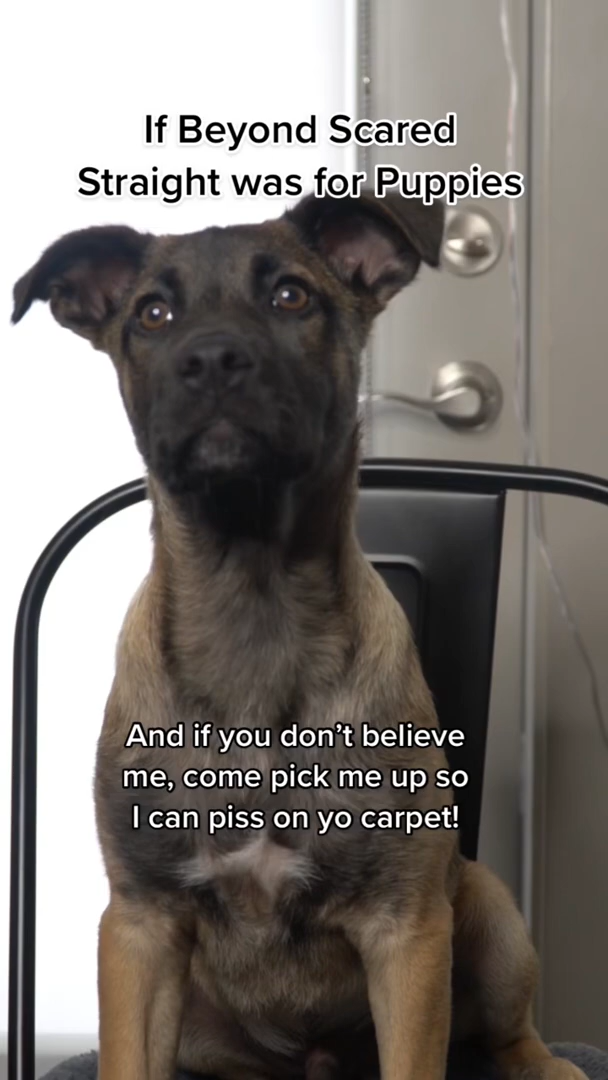 If Beyond Scared
Straight was for Puppies
And if you don't believe
me, come pick me up so
I can piss on yo carpet!